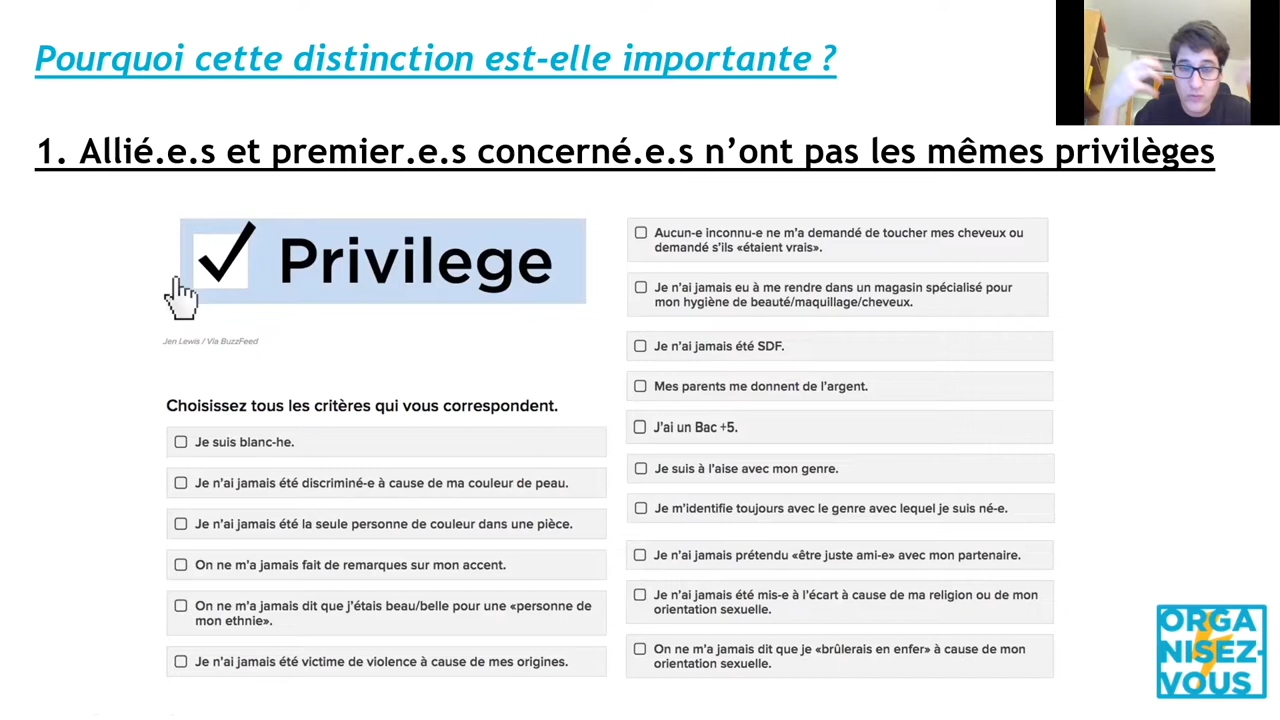 Pourquoi cette distinction est-elle importante ?
1. Allié.e.s et premier.e.s concerné.e.s n’ont pas les mêmes privilèges
Privilege
Jen Lewis / Via BuzzFeed
Choisissez tous les critères qui vous correspondent.
Je suis blanc-he.
Je n'ai jamais été discriminé-e à cause de ma couleur de peau.
Je n'ai jamais été la seule personne de couleur dans une pièce.
On ne m'a jamais fait de remarques sur mon accent.
On ne m'a jamais dit que j'étais beau/belle pour une «personne de
mon ethnie».
Je n'ai jamais été victime de violence à cause de mes origines.
Aucun-e inconnu-e ne m'a demandé de toucher mes cheveux ou
demandé s'ils «étaient vrais».
Je n'ai jamais eu à me rendre dans un magasin spécialisé pour
mon hygiène de beauté/maquillage/cheveux.
Je n'ai jamais été SDF.
Mes parents me donnent de l'argent.
J'ai un Bac +5.
Je suis à l'aise avec mon genre.
Je m'identifie toujours avec le genre avec lequel je suis né-e.
Je n'ai jamais prétendu «être juste ami-e» avec mon partenaire.
Je n'ai jamais été mis-e à l'écart à cause de ma religion ou de mon
orientation sexuelle.
On ne m'a jamais dit que je «brûlerais en enfer» à cause de mon
orientation sexuelle.
ORGA
NISEZ-
VOUS